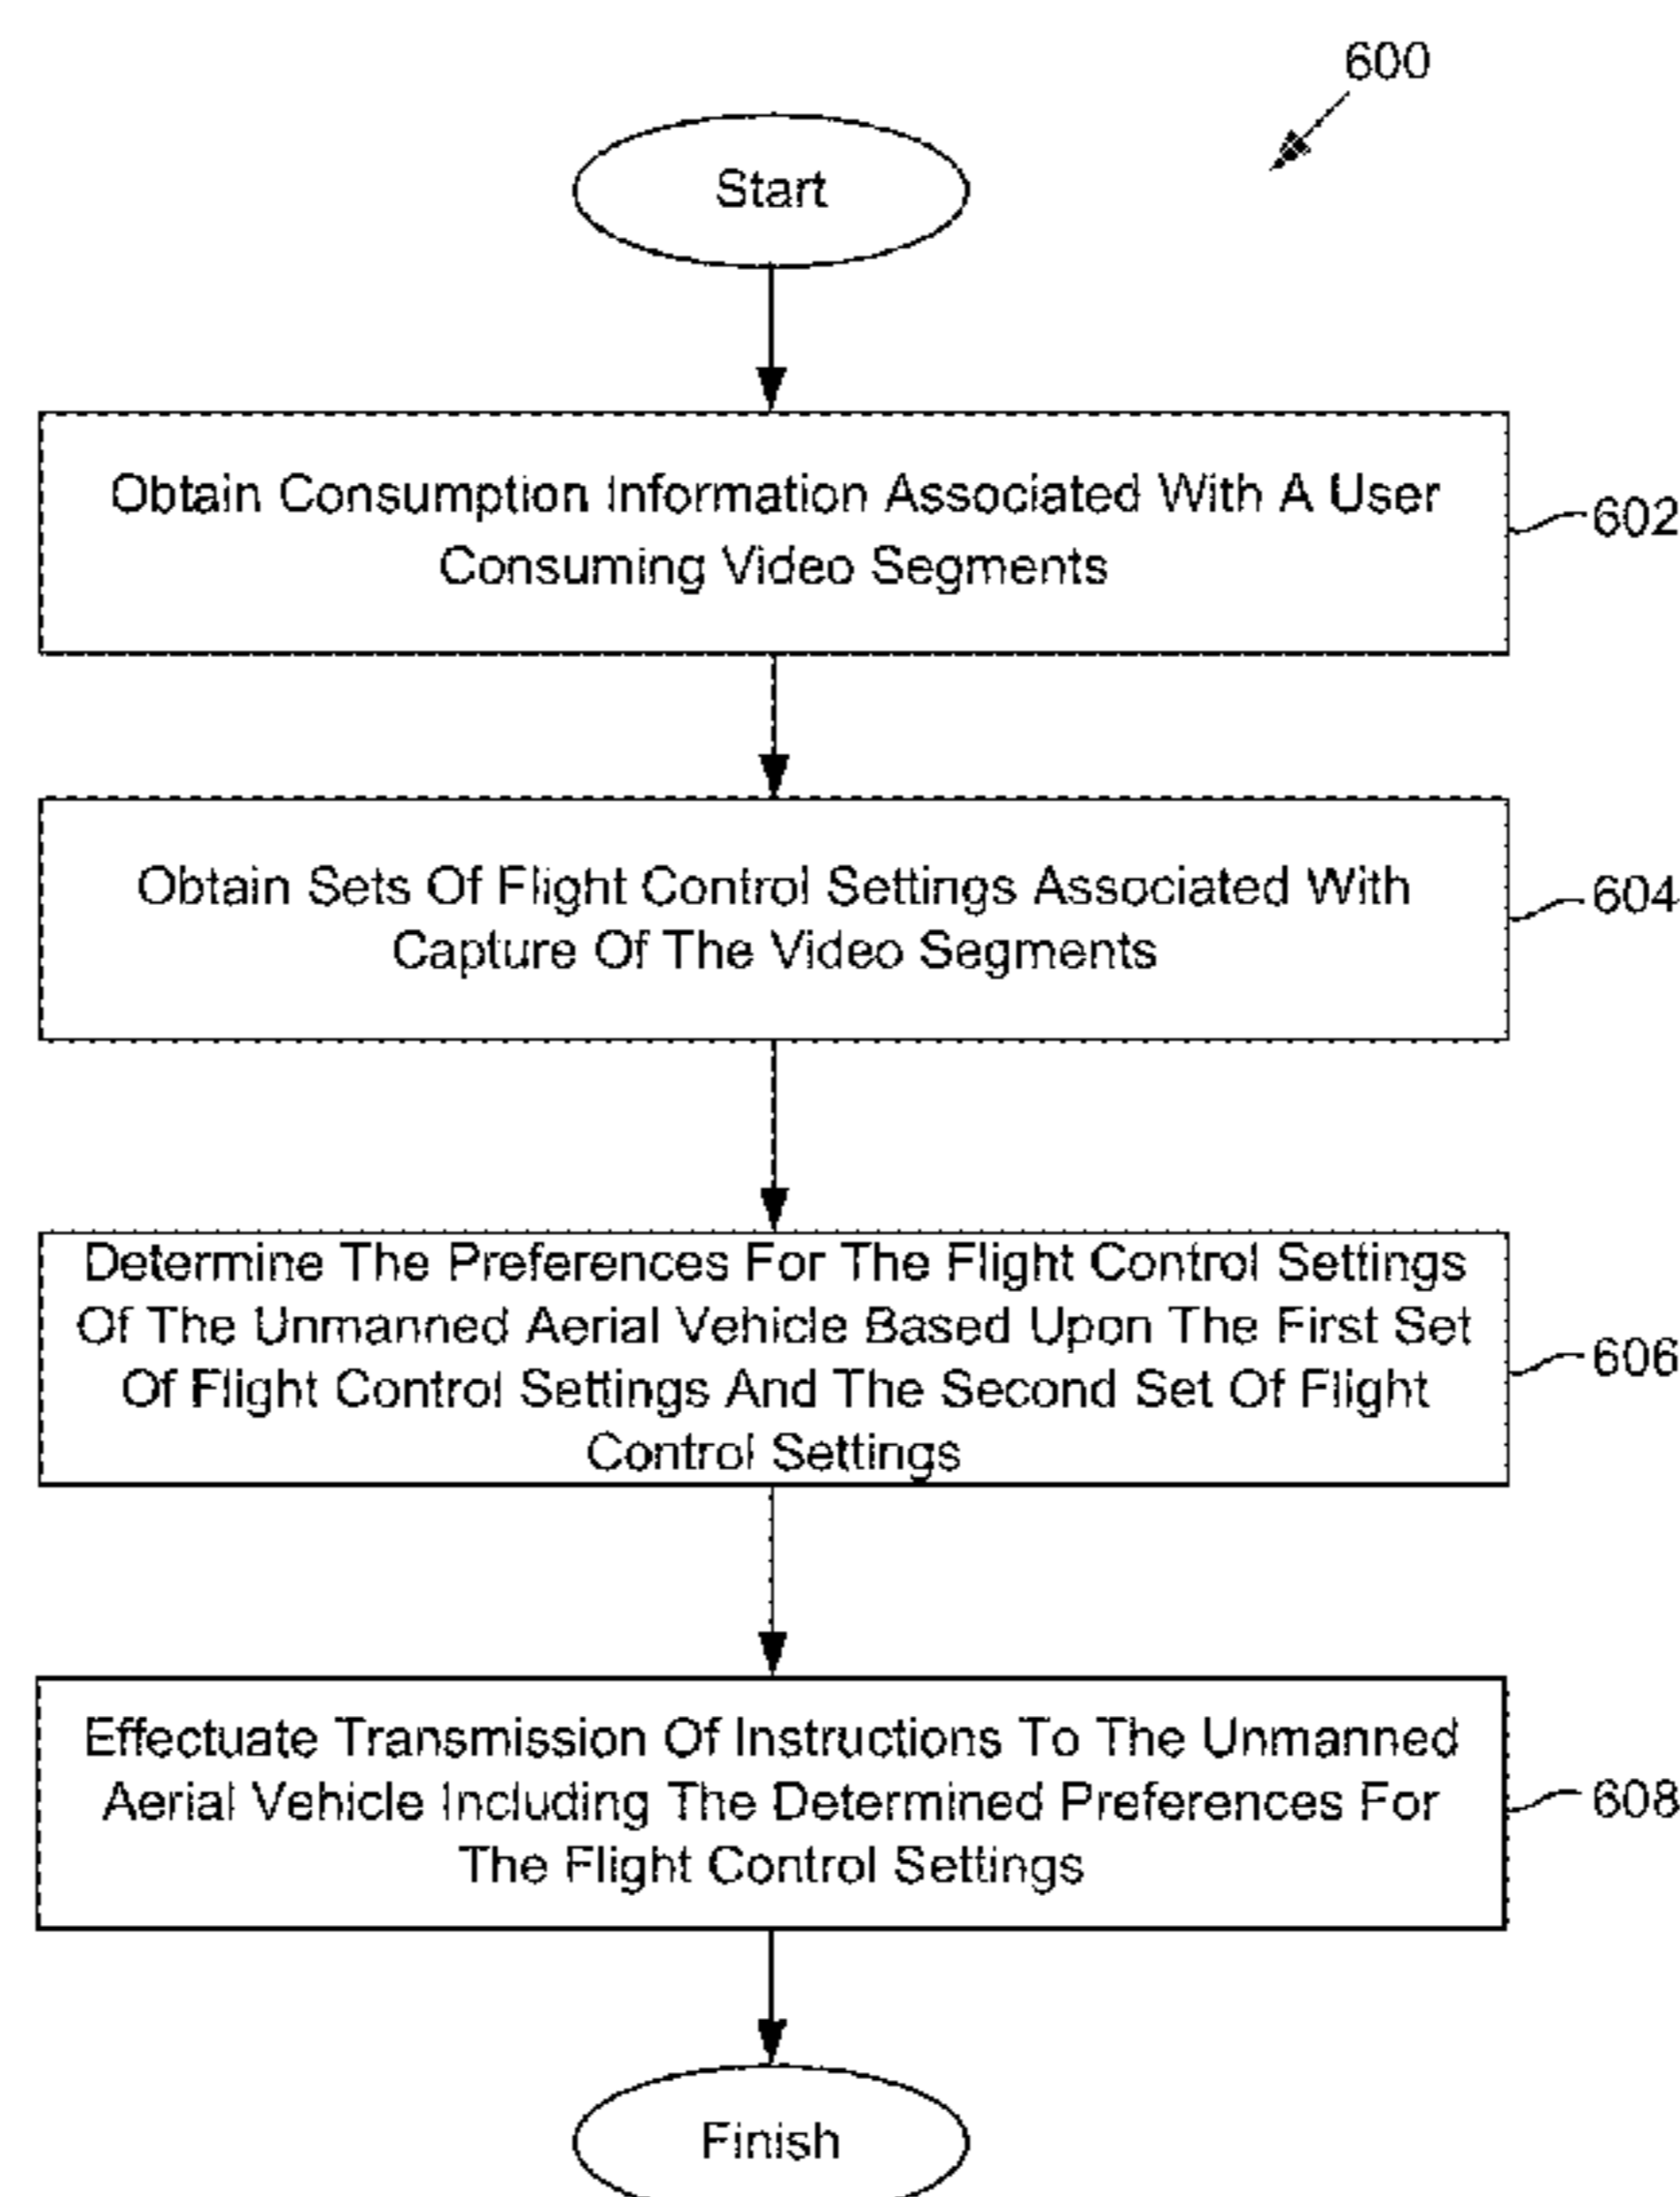 600
Start
Obtain Consumption Information Associated With A User
Consuming Video Segments
602
Obtain Sets Of Flight Control Settings Associated With
Capture Of The Video Segments
604
Determine The Preferences For The Flight Control Settings
Of The Unmanned Aerial Vehicle Based Upon The First Set
Of Flight Control Settings And The Second Set Of Flight
Control Settings
606
Effectuate Transmission Of Instructions To The Unmanned
Aerial Vehicle Including The Determined Preferences For
The Flight Control Settings
608
Finish